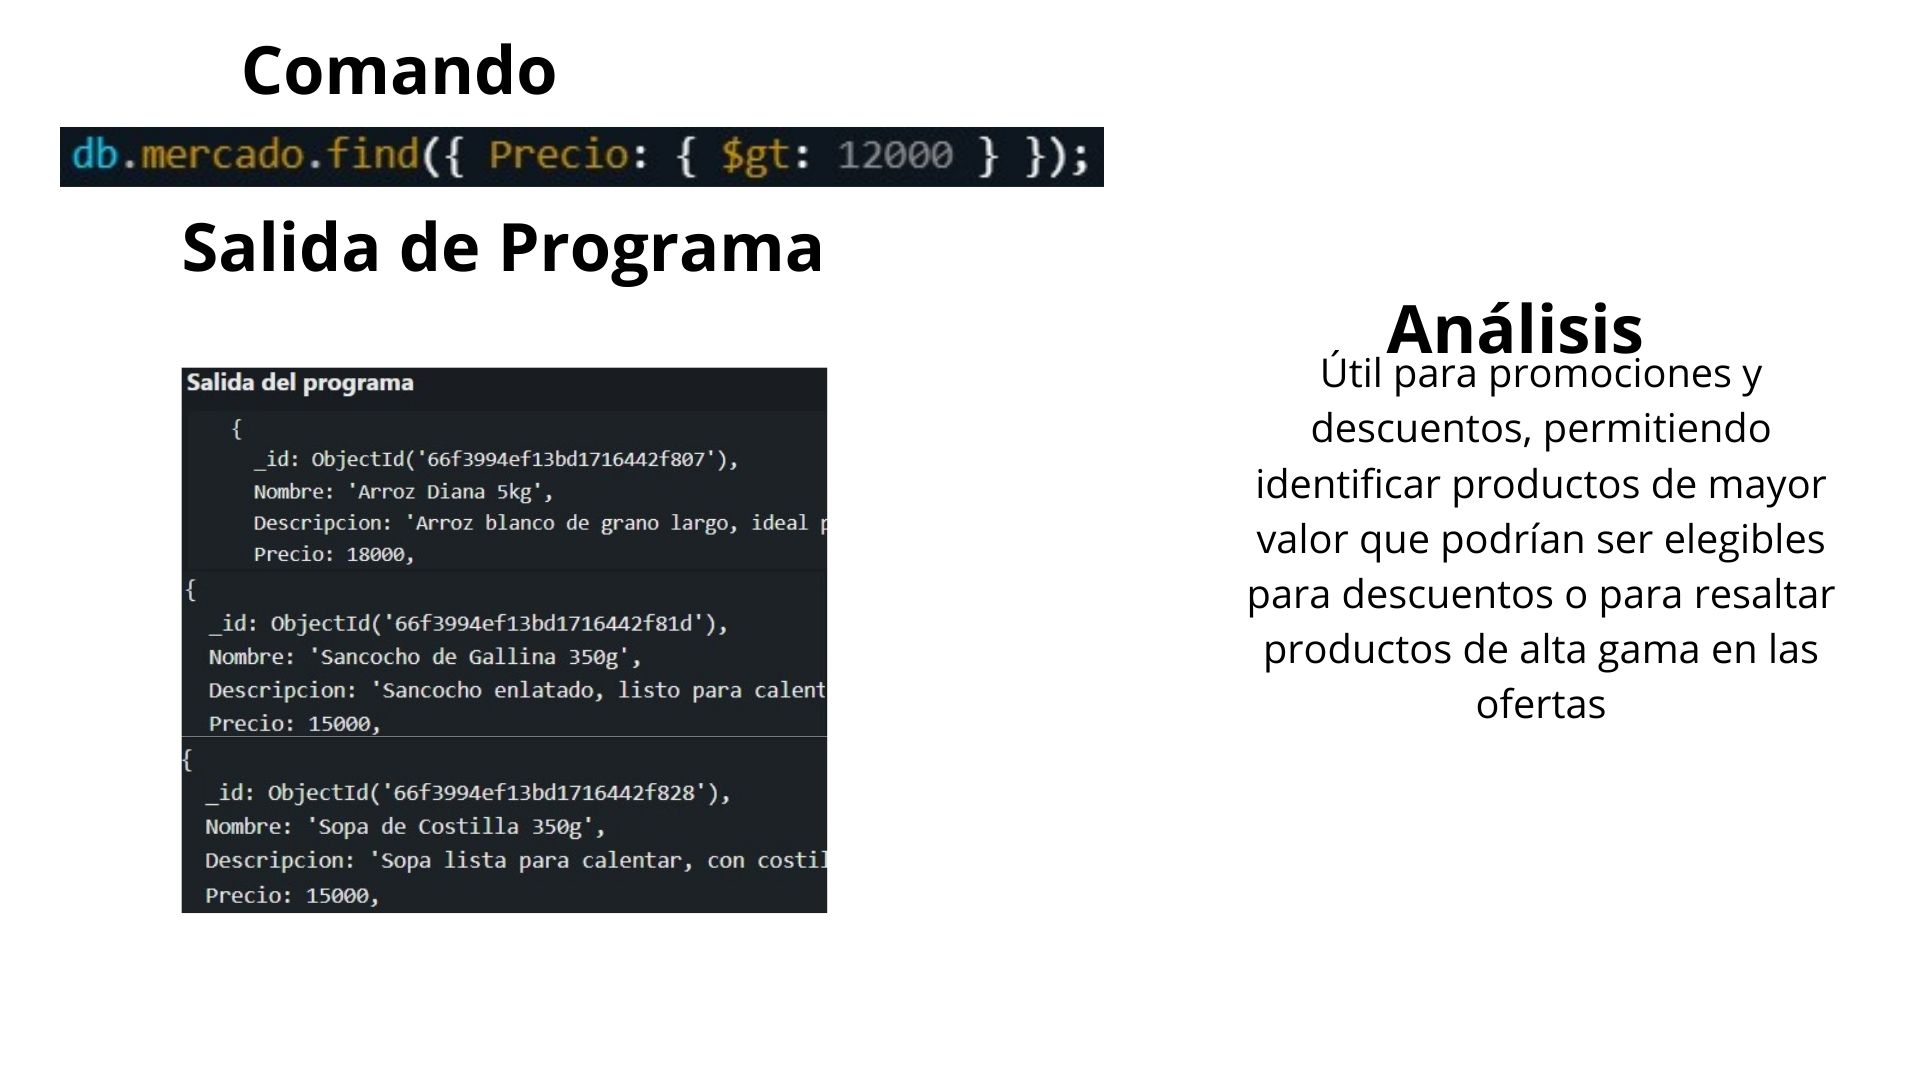 Comando
db.mercado.find({ Precio: { $gt: 12000 } });
Salida de Programa
Salida del programa
{
_id: ObjectId('66f3994ef13bd1716442f807'),
Nombre: 'Arroz Diana 5kg',
Descripcion: 'Arroz blanco de grano largo, ideal p
Precio: 18000,
{
_id: ObjectId('66f3994ef13bd1716442f81d'),
Nombre: 'Sancocho de Gallina 350g',
Descripcion: 'Sancocho enlatado, listo para calent
Precio: 15000,
{
_id: ObjectId('66f3994ef13bd1716442f828'),
Nombre: 'Sopa de Costilla 350g',
Descripcion: 'Sopa lista para calentar, con costil
Precio: 15000,
Análisis
Útil para promociones y
descuentos, permitiendo
identificar productos de mayor
valor que podrían ser elegibles
para descuentos o para resaltar
productos de alta gama en las
ofertas